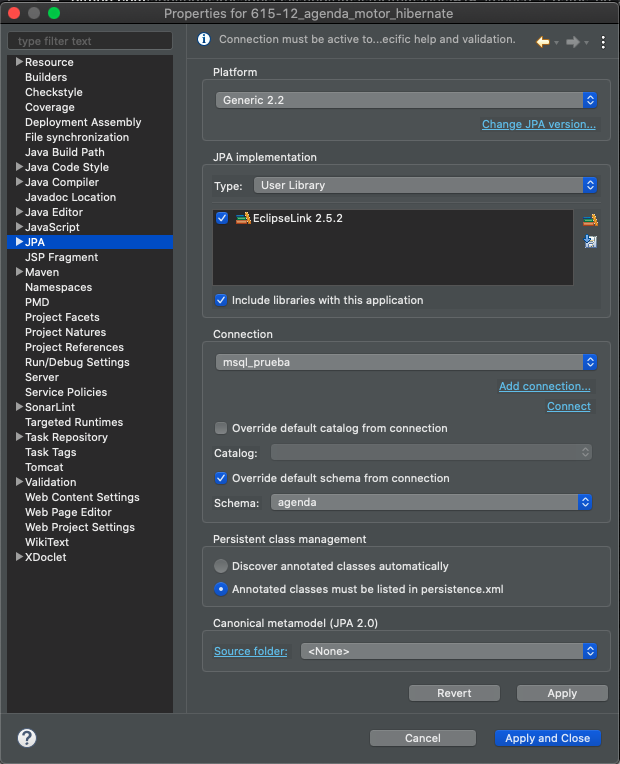 Properties for 615-12_agenda_motor_hibernate
type filter text
Resource
Builders
Checkstyle
Coverage
Deployment Assembly
File synchronization
Java Build Path
Java Code Style
Java Compiler
Javadoc Location
Java Editor
JavaScript
JPA
JSP Fragment
Maven
Namespaces
PMD
Project Facets
Project Natures
Project References
Run/Debug Settings
Server
Service Policies
SonarLint
Targeted Runtimes
Task Repository
Task Tags
Tomcat
Validation
Web Content Settings
Web Page Editor
Web Project Settings
WikiText
XDoclet
Connection must be active to...ecific help and validation.
Platform
Generic 2.2
Change JPA version...
JPA implementation
Type: User Library
EclipseLink 2.5.2
Include libraries with this application
Connection
msql_prueba
Add connection...
Connect
Override default catalog from connection
Catalog:
Override default schema from connection
Schema: agenda
Persistent class management
Discover annotated classes automatically
Annotated classes must be listed in persistence.xml
Canonical metamodel (JPA 2.0)
Source folder: <None>
Revert Apply
? Cancel Apply and Close